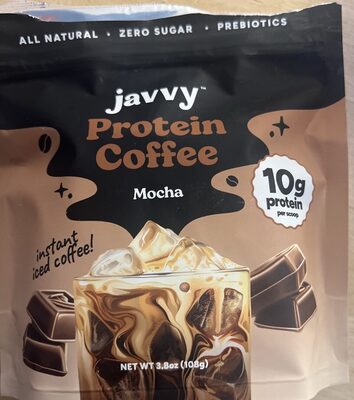 ALL NATURAL • ZERO SUGAR • PREBIOTICS
javvy™
Protein
Coffee
Mocha
10g
protein
per scoop
instant
iced coffee!
NET WT 3.8oz (108g)